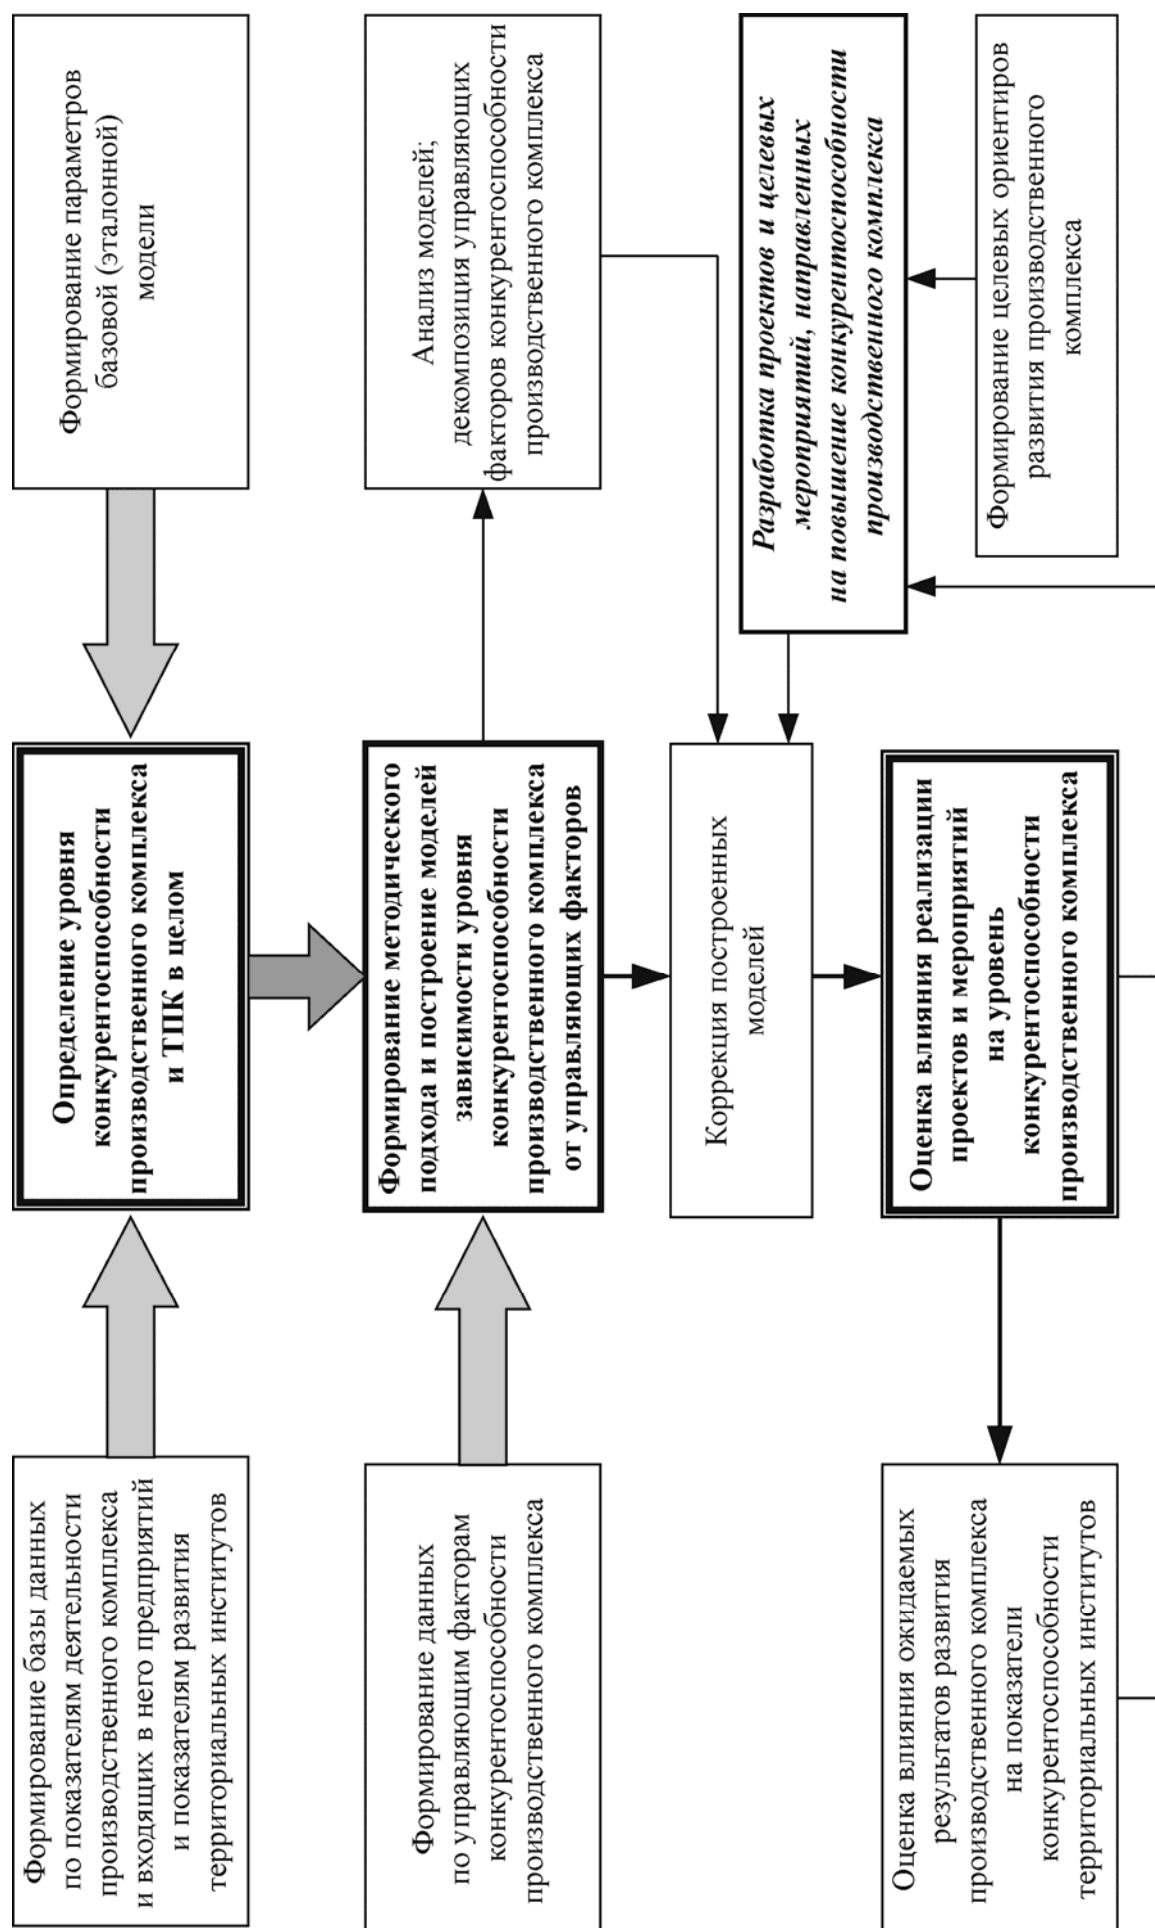 Формирование базы данных
по показателям деятельности
производственного комплекса
и входящих в него предприятий
и показателям развития
территориальных институтов
Определение уровня
конкурентоспособности
производственного комплекса
и ТПК в целом
Формирование параметров
базовой (эталонной)
модели
Формирование данных
по управляющим факторам
конкурентоспособности
производственного комплекса
Формирование методического
подхода и построение моделей
зависимости уровня
конкурентоспособности
производственного комплекса
от управляющих факторов
Анализ моделей;
декомпозиция управляющих
факторов конкурентоспособности
производственного комплекса
Коррекция построенных
моделей
Разработка проектов и целевых
мероприятий, направленных
на повышение конкурентоспособности
производственного комплекса
Оценка влияния ожидаемых
результатов развития
производственного комплекса
на показатели
конкурентоспособности
территориальных институтов
Оценка влияния реализации
проектов и мероприятий
на уровень
конкурентоспособности
производственного комплекса
Формирование целевых ориентиров
развития производственного
комплекса